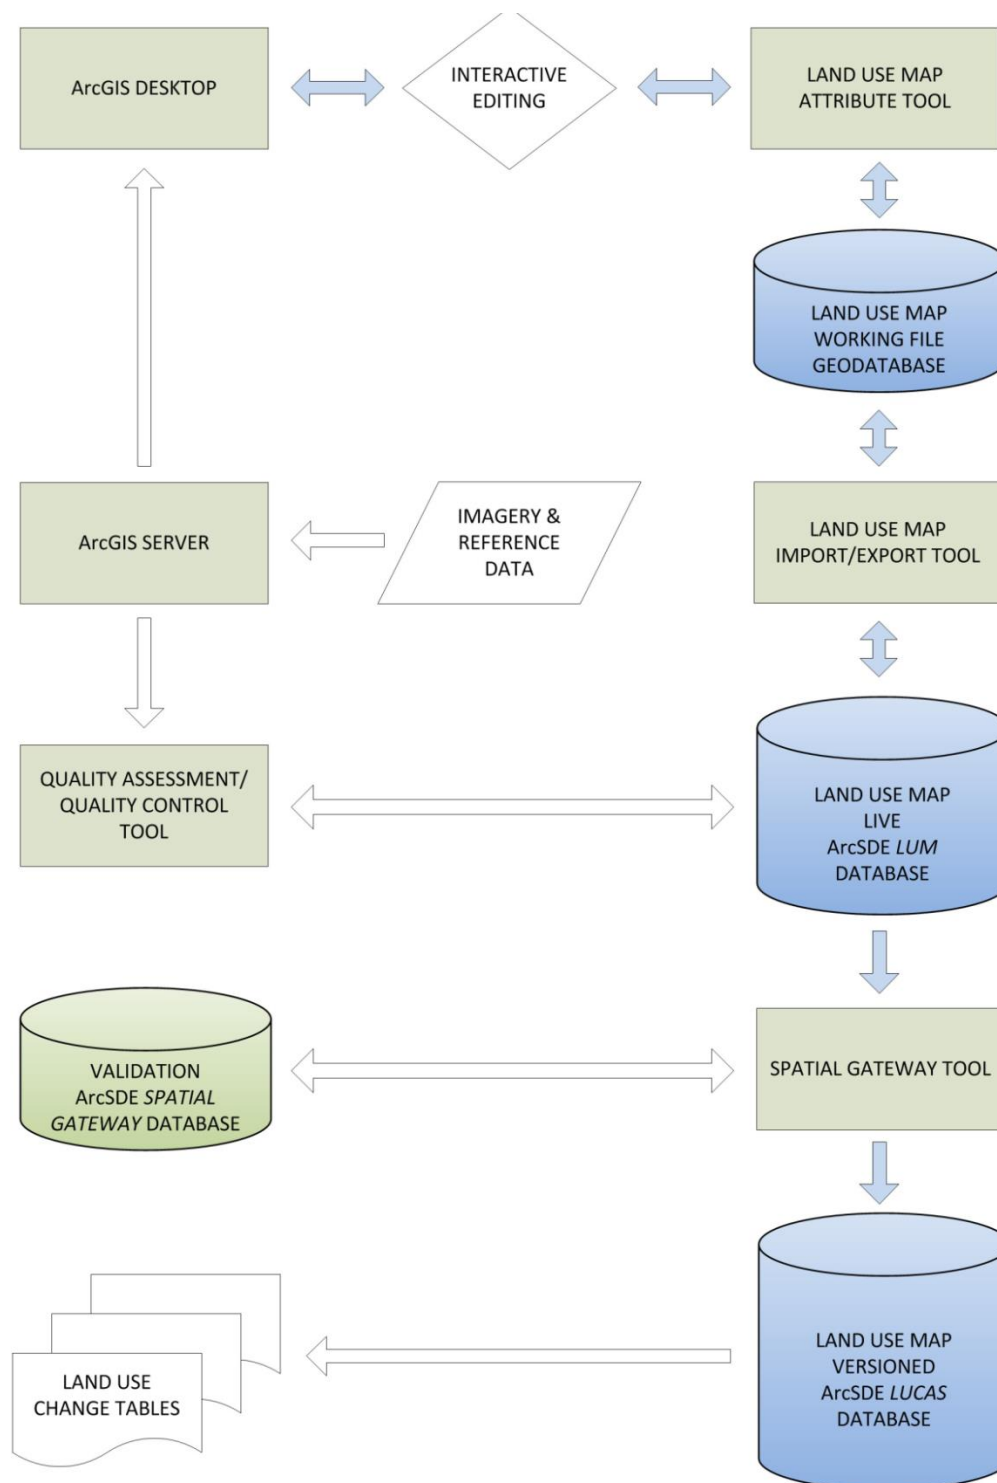 ArcGIS DESKTOP
INTERACTIVE
EDITING
LAND USE MAP
ATTRIBUTE TOOL
LAND USE MAP
WORKING FILE
GEODATABASE
ArcGIS SERVER
IMAGERY &
REFERENCE
DATA
LAND USE MAP
IMPORT/EXPORT TOOL
QUALITY ASSESSMENT/
QUALITY CONTROL
TOOL
LAND USE MAP
LIVE
ArcSDE LUM
DATABASE
VALIDATION
ArcSDE SPATIAL
GATEWAY DATABASE
SPATIAL GATEWAY TOOL
LAND USE
CHANGE TABLES
LAND USE MAP
VERSIONED
ArcSDE LUCAS
DATABASE